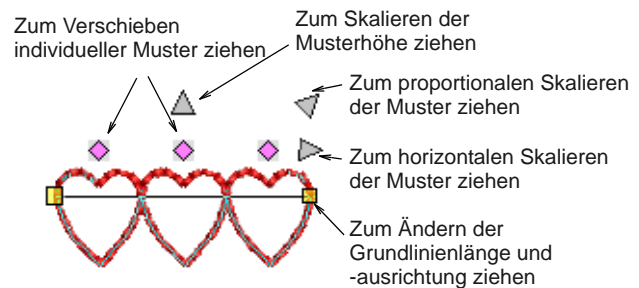 Zum Verschieben
individueller Muster ziehen
Zum Skalieren der
Musterhöhe ziehen
Zum proportionalen Skalieren
der Muster ziehen
Zum horizontalen Skalieren
der Muster ziehen
Zum Ändern der
Grundlinienlänge und
-ausrichtung ziehen